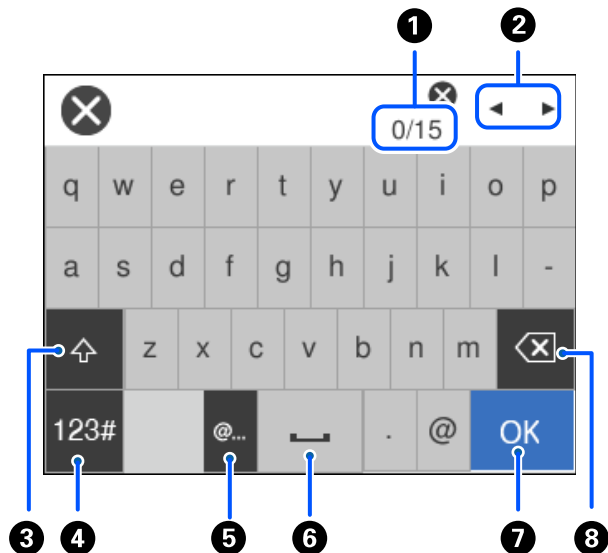 1 2
0/15
q w e r t y u i o p
a s d f g h j k l -
z x c v b n m
123# @... . @ OK
3 4 5 6 7 8